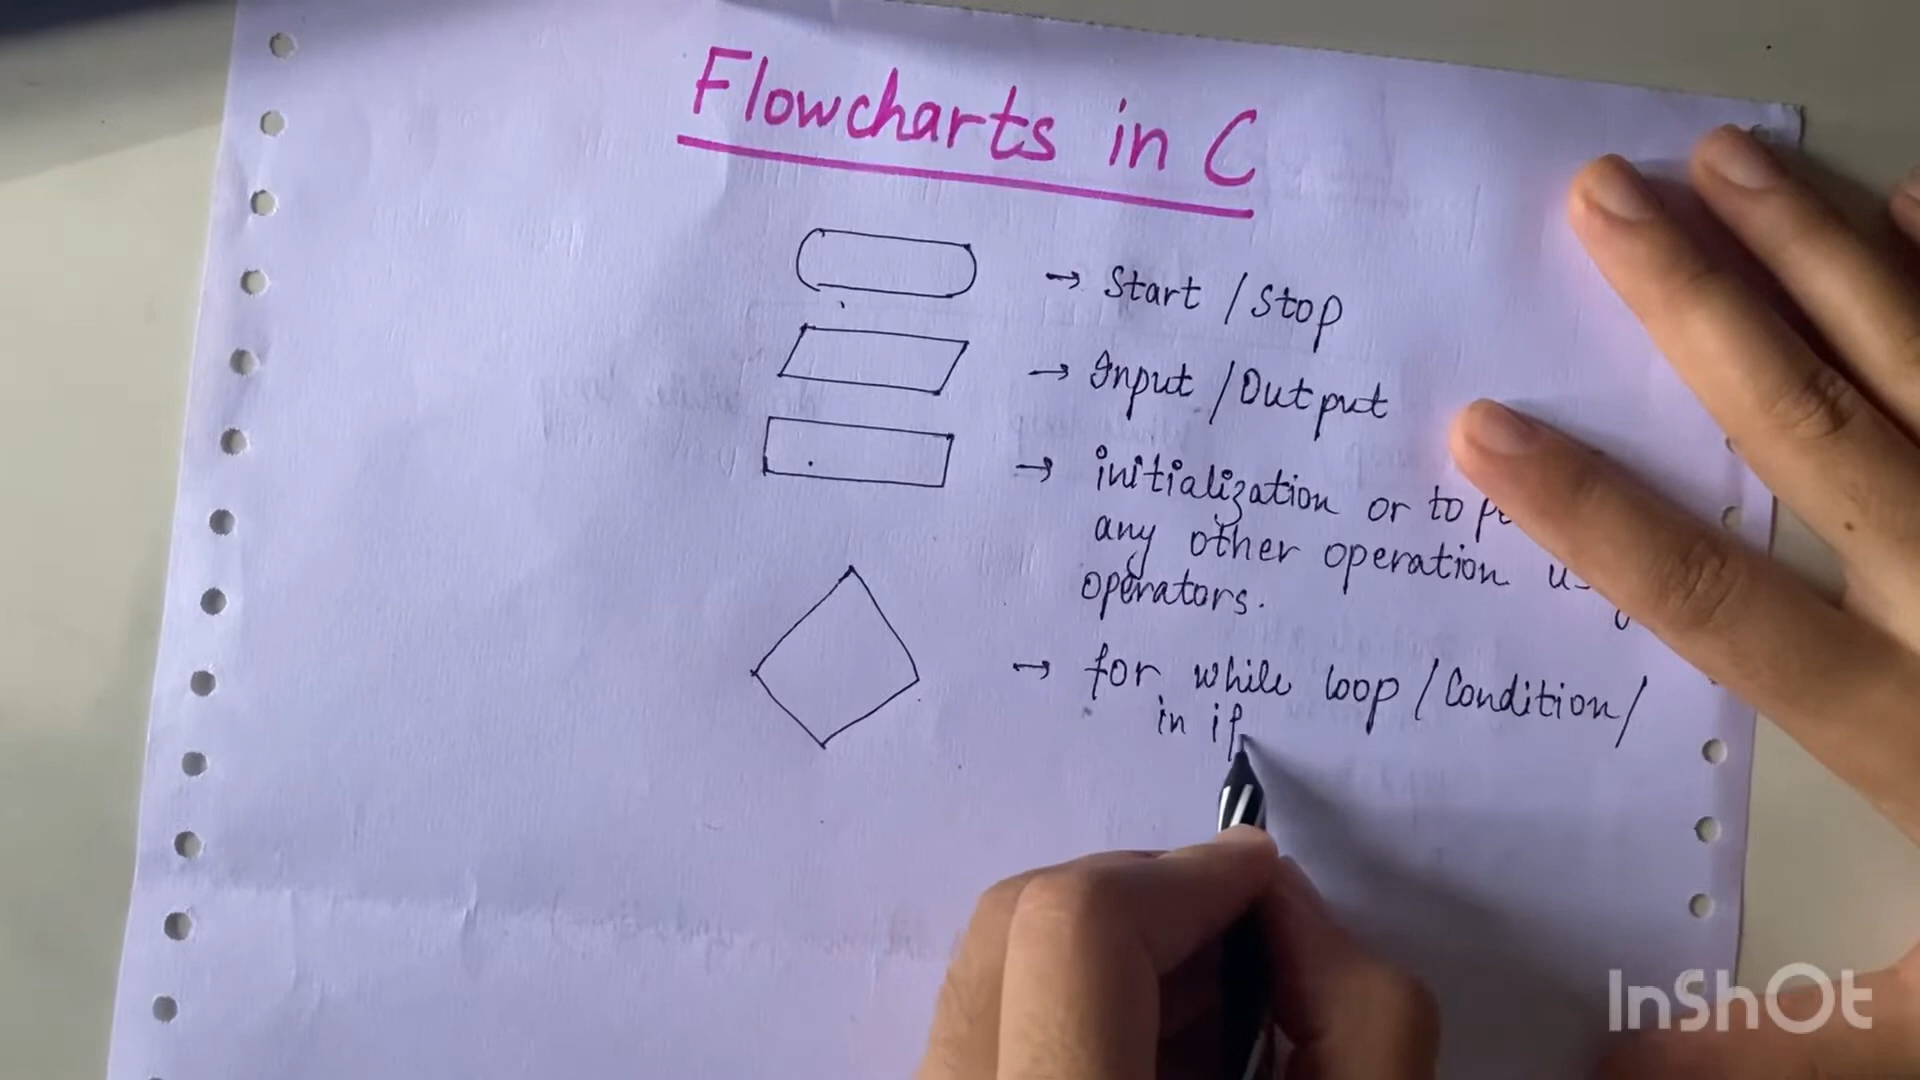 Flowcharts in C
→ Start / Stop
→ Input / Output
→ initialization or to
any other operation
operators.
→ for while loop / Condition /
in if
InShOt